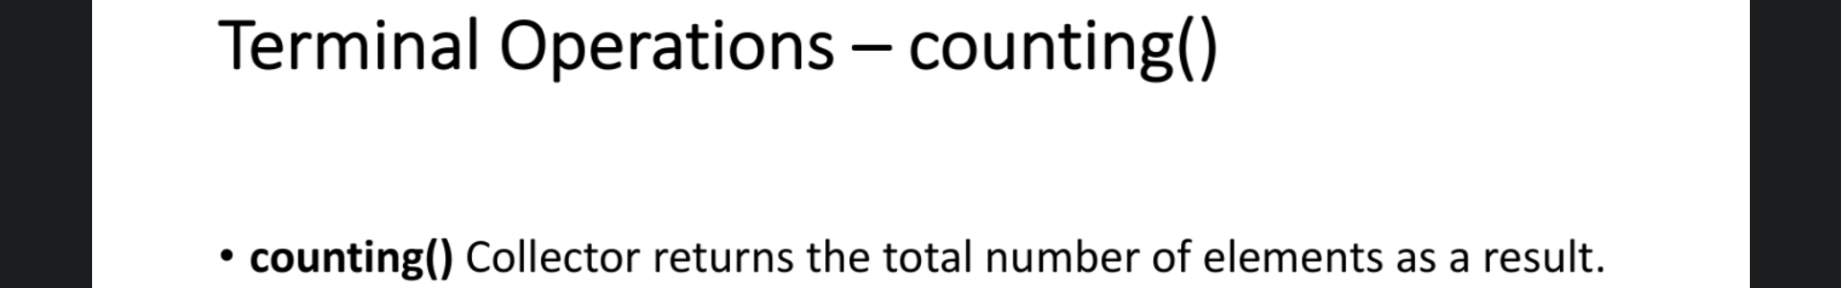 Terminal Operations – counting()
• counting() Collector returns the total number of elements as a result.